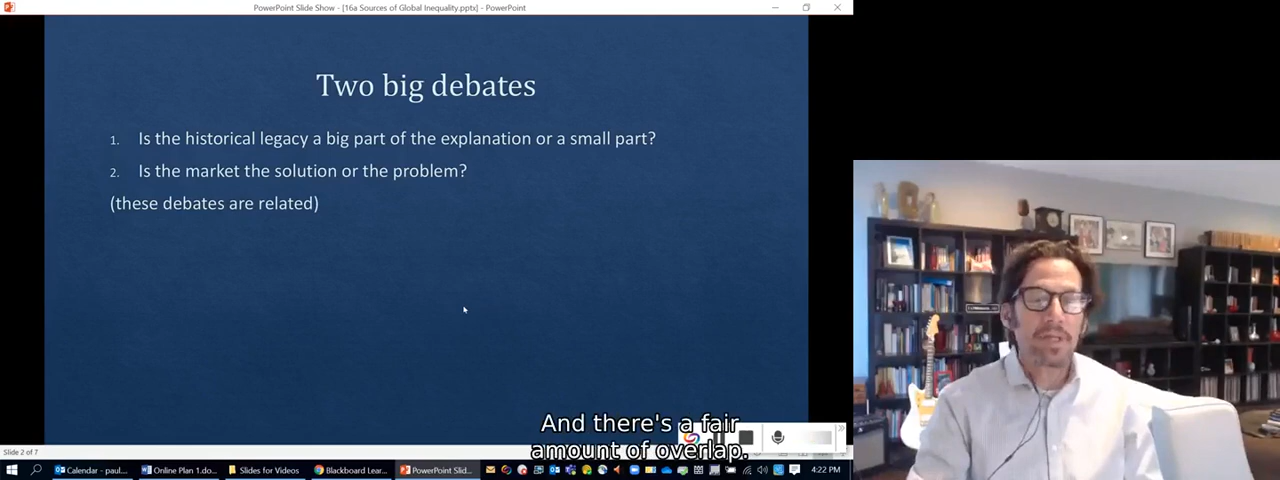 PowerPoint Slide Show - [16a Sources of Global Inequality.pptx] - PowerPoint
Two big debates
1. Is the historical legacy a big part of the explanation or a small part?
2. Is the market the solution or the problem?
(these debates are related)
And there's a fair
amount of overlap.
Slide 2 of 7
Calendar - paul...
Online Plan 1.do...
Slides for Videos
Blackboard Lear...
PowerPoint Slid...
4:22 PM